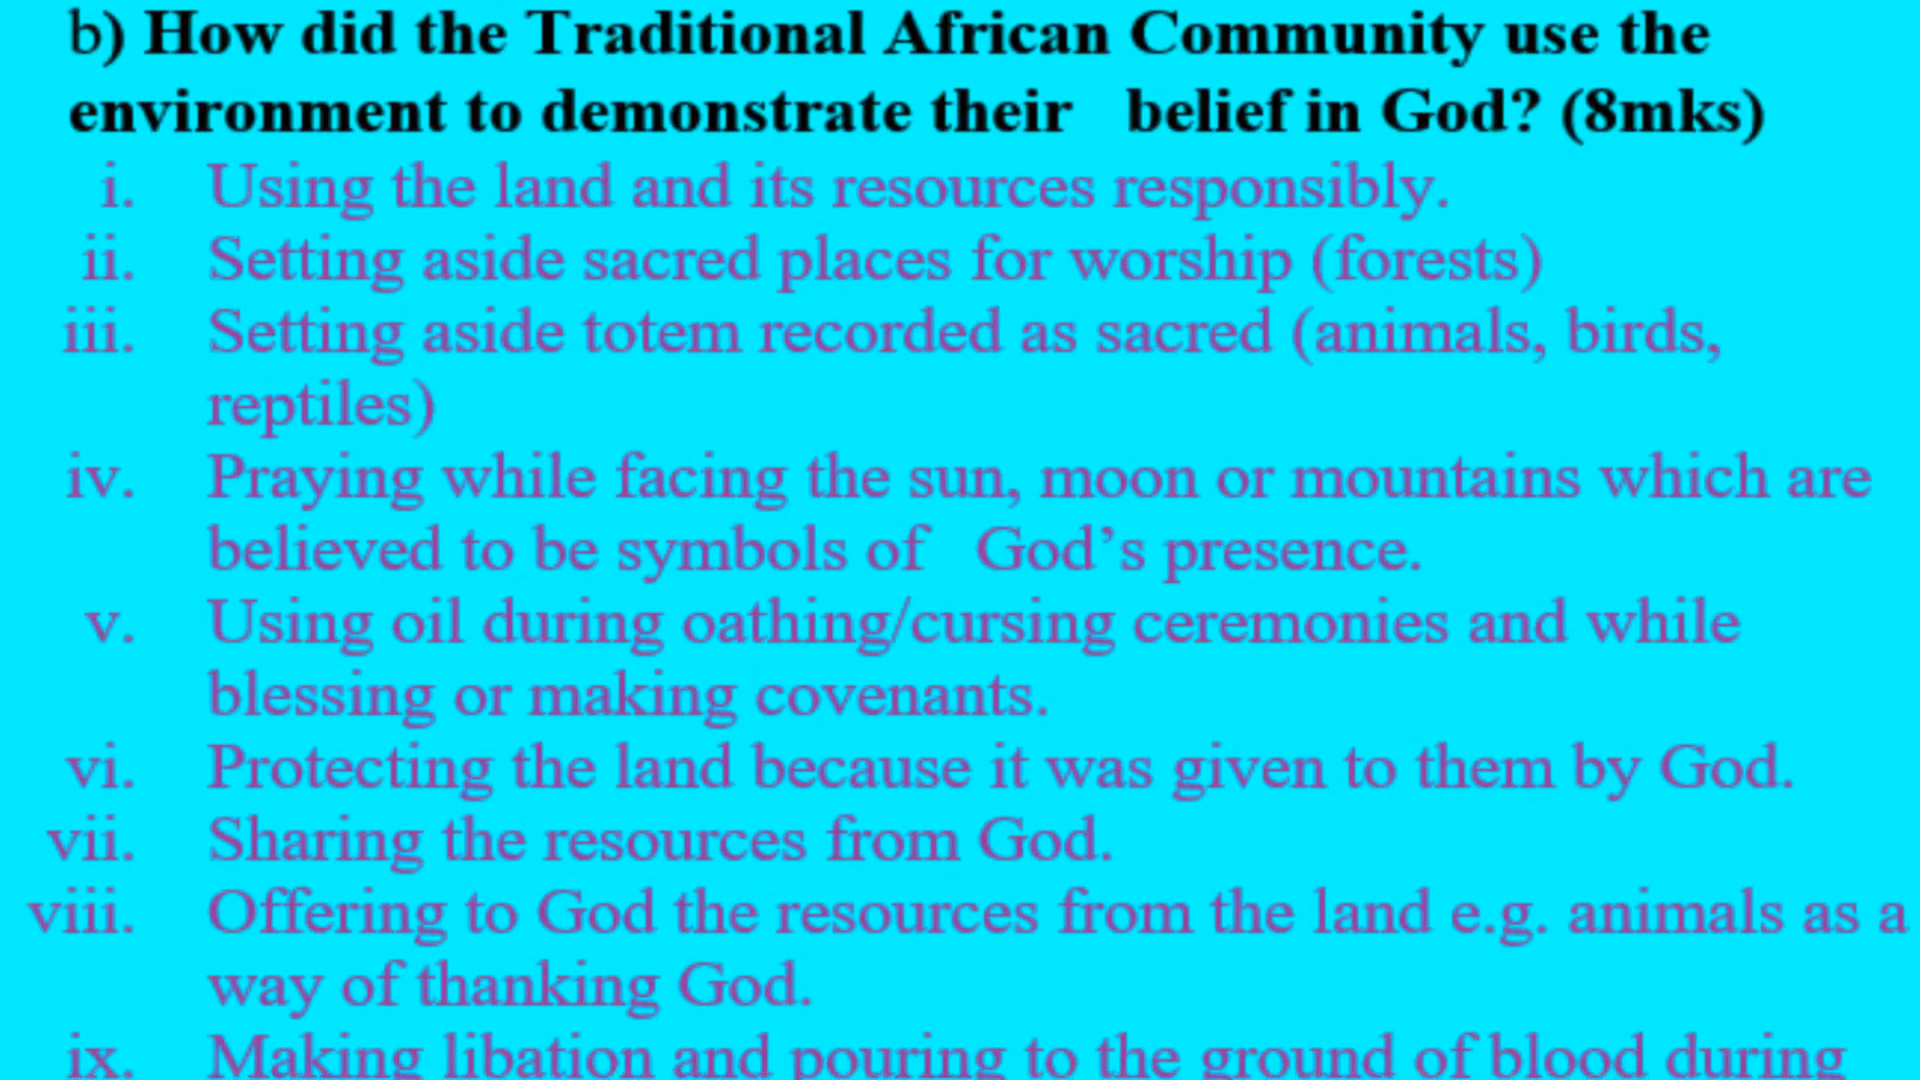 b) How did the Traditional African Community use the
environment to demonstrate their belief in God? (8mks)
i. Using the land and its resources responsibly.
ii. Setting aside sacred places for worship (forests)
iii. Setting aside totem recorded as sacred (animals, birds,
reptiles)
iv. Praying while facing the sun, moon or mountains which are
believed to be symbols of God’s presence.
v. Using oil during oathing/cursing ceremonies and while
blessing or making covenants.
vi. Protecting the land because it was given to them by God.
vii. Sharing the resources from God.
viii. Offering to God the resources from the land e.g. animals as a
way of thanking God.
ix. Making libation and pouring to the ground of blood during